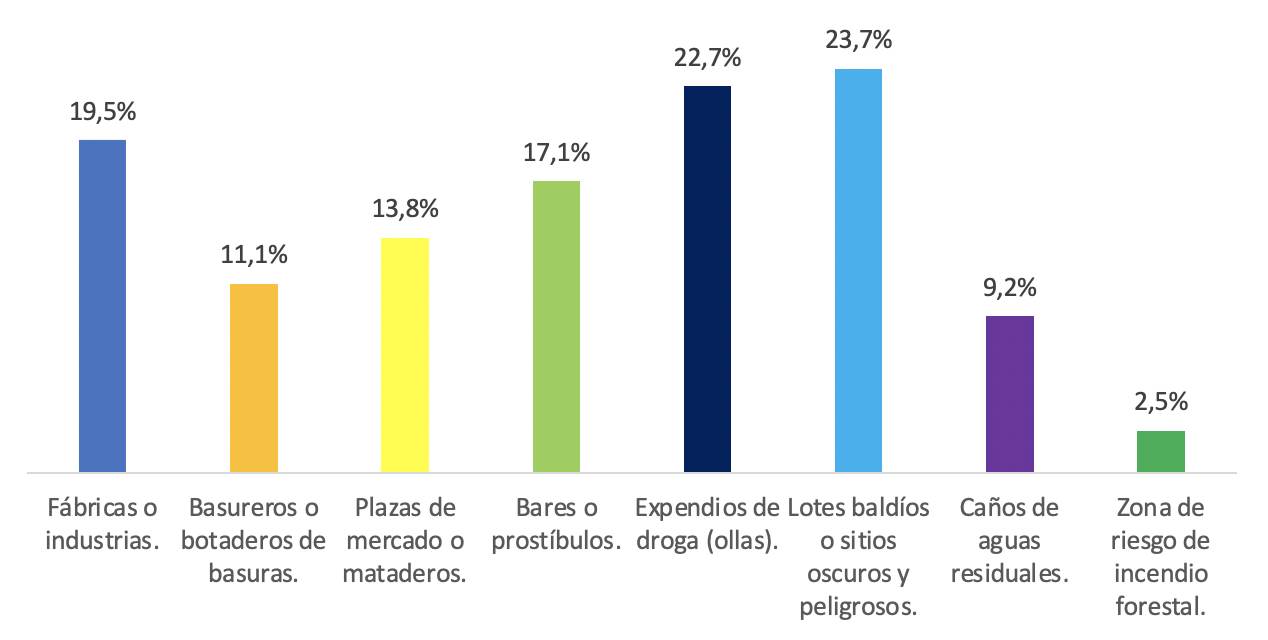 19,5%
11,1%
13,8%
17,1%
22,7%
23,7%
9,2%
2,5%
Fábricas o
industrias.
Basureros o
botaderos de
basuras.
Plazas de
mercado o
mataderos.
Bares o
prostíbulos.
Expendios de
droga (ollas).
Lotes baldíos
o sitios
oscuros y
peligrosos.
Caños de
aguas
residuales.
Zona de
riesgo de
incendio
forestal.